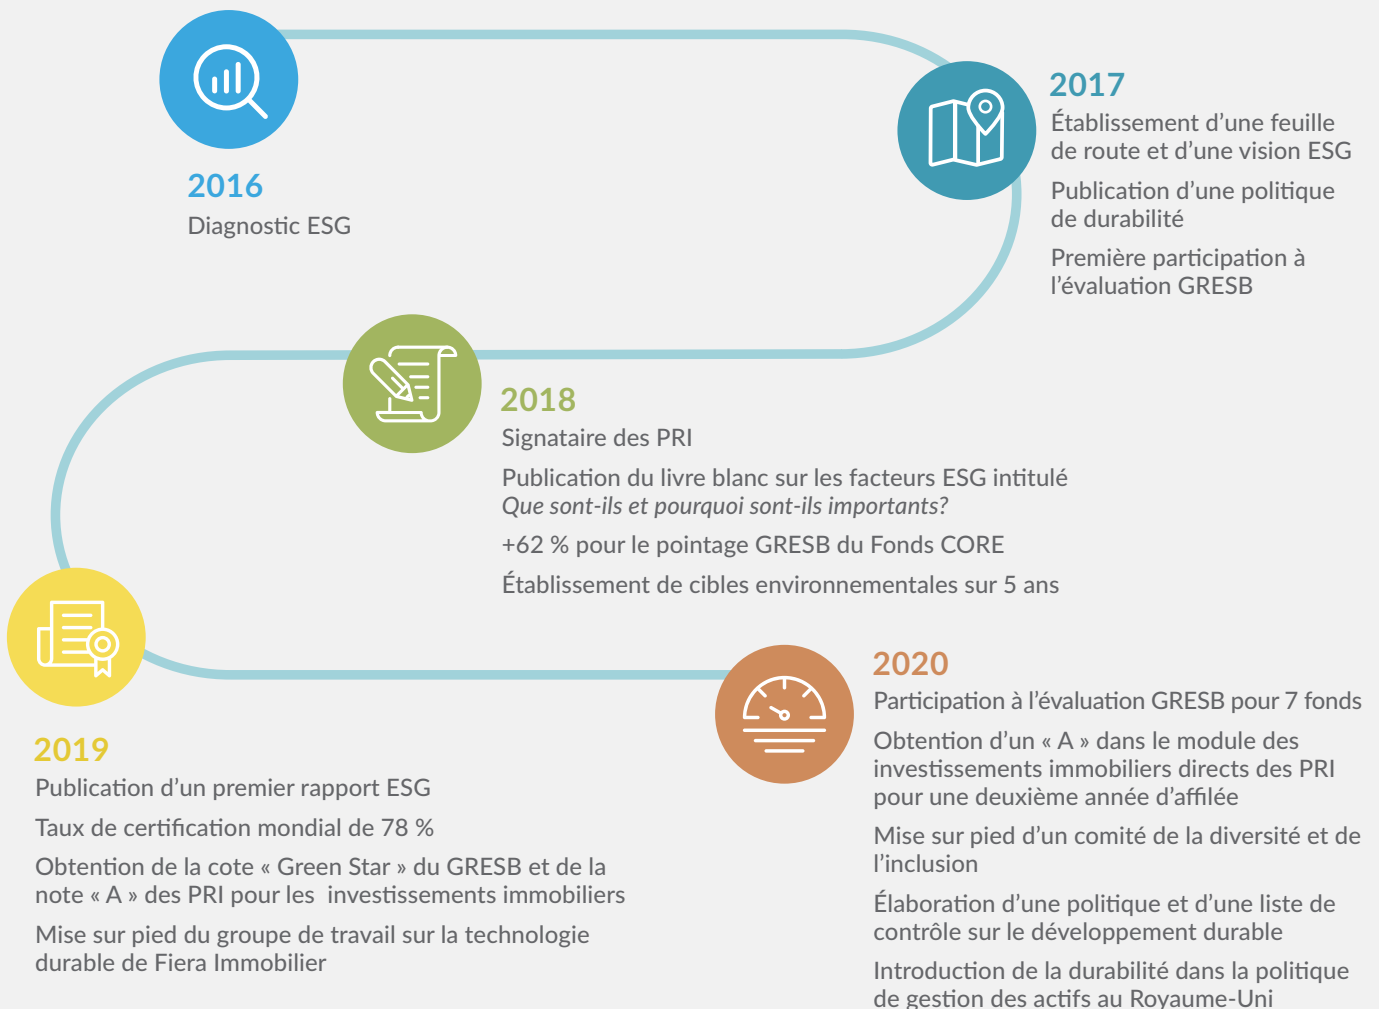 2016
Diagnostic ESG
2017
Établissement d’une feuille
de route et d’une vision ESG
Publication d’une politique
de durabilité
Première participation à
l’évaluation GRESB
2018
Signataire des PRI
Publication du livre blanc sur les facteurs ESG intitulé
Que sont-ils et pourquoi sont-ils importants?
+62 % pour le pointage GRESB du Fonds CORE
Établissement de cibles environnementales sur 5 ans
2019
Publication d’un premier rapport ESG
Taux de certification mondial de 78 %
Obtention de la cote « Green Star » du GRESB et de la
note « A » des PRI pour les  investissements immobiliers
Mise sur pied du groupe de travail sur la technologie
durable de Fiera Immobilier
2020
Participation à l’évaluation GRESB pour 7 fonds
Obtention d’un « A » dans le module des
investissements immobiliers directs des PRI
pour une deuxième année d’affilée
Mise sur pied d’un comité de la diversité et de
l’inclusion
Élaboration d’une politique et d’une liste de
contrôle sur le développement durable
Introduction de la durabilité dans la politique
de gestion des actifs au Royaume-Uni